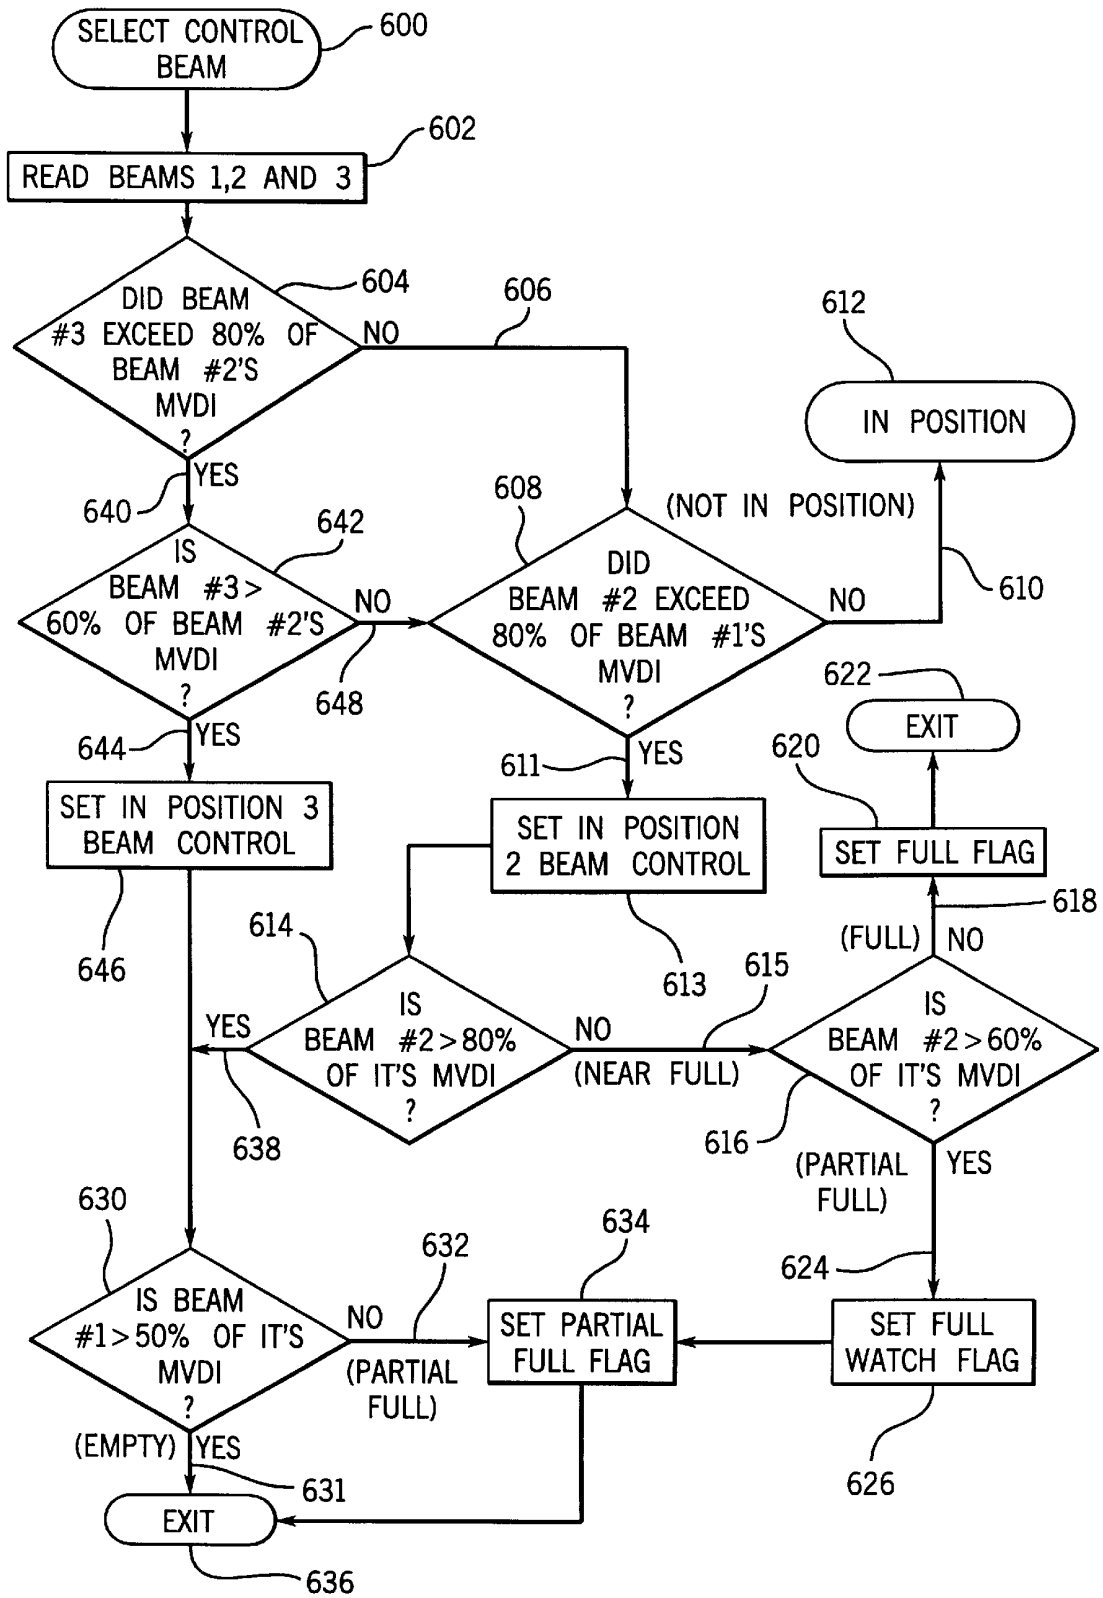 SELECT CONTROL
BEAM
600
602
READ BEAMS 1,2 AND 3
604
DID BEAM
#3 EXCEED 80% OF
BEAM #2'S
MVDI
?
NO
606
612
IN POSITION
YES
640
608
(NOT IN POSITION)
642
IS
BEAM #3>
60% OF BEAM #2'S
MVDI
?
NO
648
DID
BEAM #2 EXCEED
80% OF BEAM #1'S
MVDI
?
NO
610
622
EXIT
644
YES
611
YES
620
SET IN POSITION 3
BEAM CONTROL
SET IN POSITION
2 BEAM CONTROL
SET FULL FLAG
618
646
614
613
615
(FULL)
NO
YES
638
IS
BEAM #2>80%
OF IT'S MVDI
?
NO
(NEAR FULL)
IS
BEAM #2>60%
OF IT'S MVDI
?
616
(PARTIAL
FULL)
YES
624
630
632
634
IS BEAM
#1>50% OF IT'S
MVDI
?
NO
(PARTIAL
FULL)
SET PARTIAL
FULL FLAG
SET FULL
WATCH FLAG
626
(EMPTY)
YES
631
EXIT
636